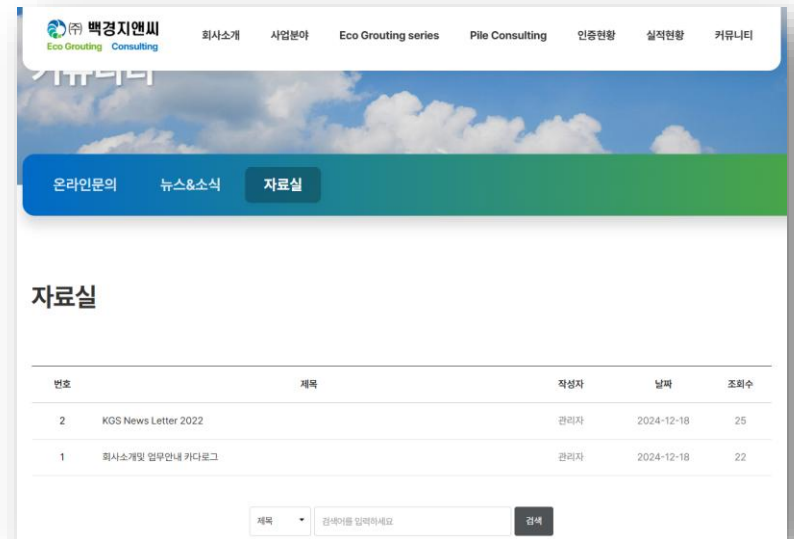 ㈜ 백경지앤씨
Eco Grouting Consulting
회사소개 사업분야 Eco Grouting series Pile Consulting 인증현황 실적현황 커뮤니티
커뮤니티
온라인문의 뉴스&소식 자료실
자료실
번호 제목 작성자 날짜 조회수
2 KGS News Letter 2022 관리자 2024-12-18 25
1 회사소개및 업무안내 카다로그 관리자 2024-12-18 22
제목 검색어를 입력하세요 검색